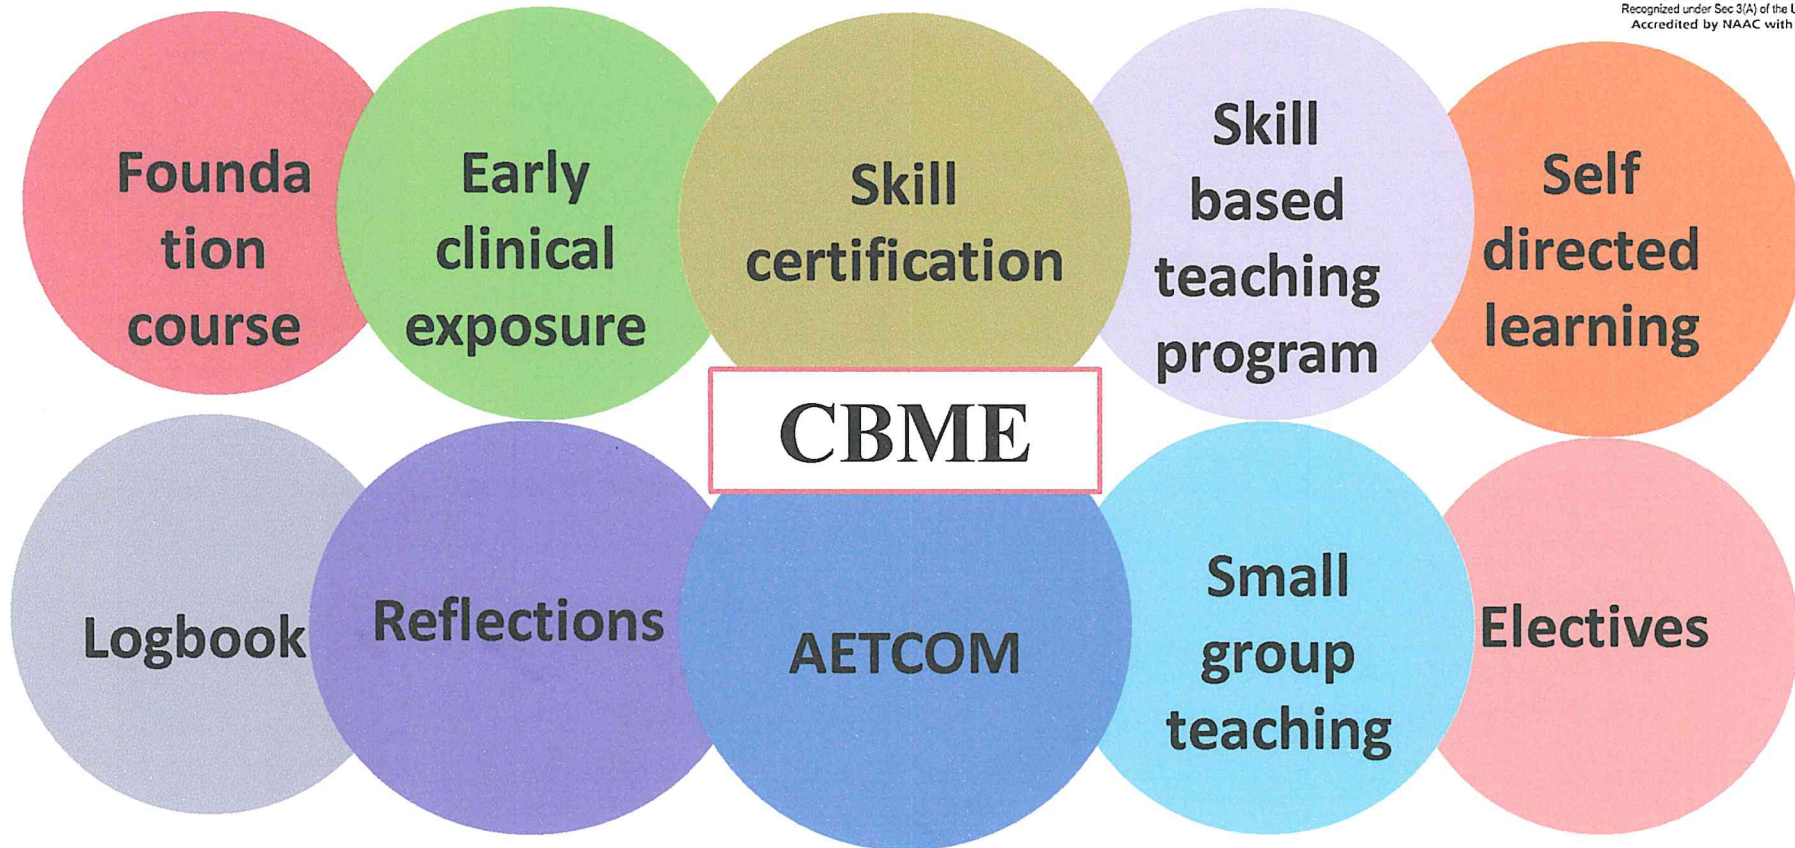 Recognized under Sec 3(A) of the
Accredited by NAAC with
Founda
tion
course
Early
clinical
exposure
Skill
certification
Skill
based
teaching
program
Self
directed
learning
CBME
Logbook
Reflections
AETCOM
Small
group
teaching
Electives